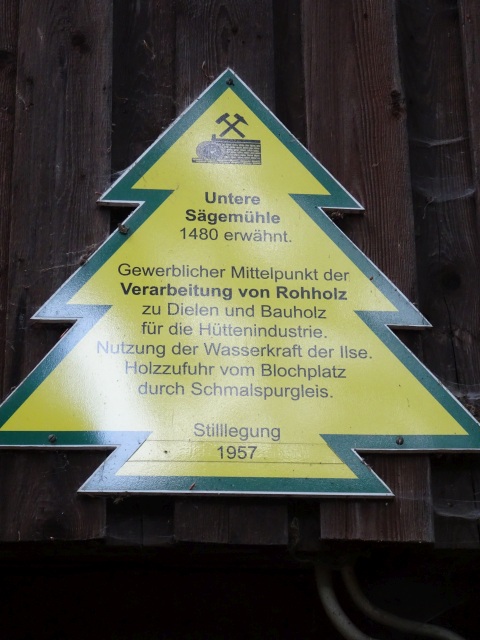 Untere
Sägemühle
1480 erwähnt.
Gewerblicher Mittelpunkt der
Verarbeitung von Rohholz
zu Dielen und Bauholz
für die Hüttenindustrie.
Nutzung der Wasserkraft der Ilse.
Holzzufuhr vom Blochplatz
durch Schmalspurgleis.
Stilllegung
1957